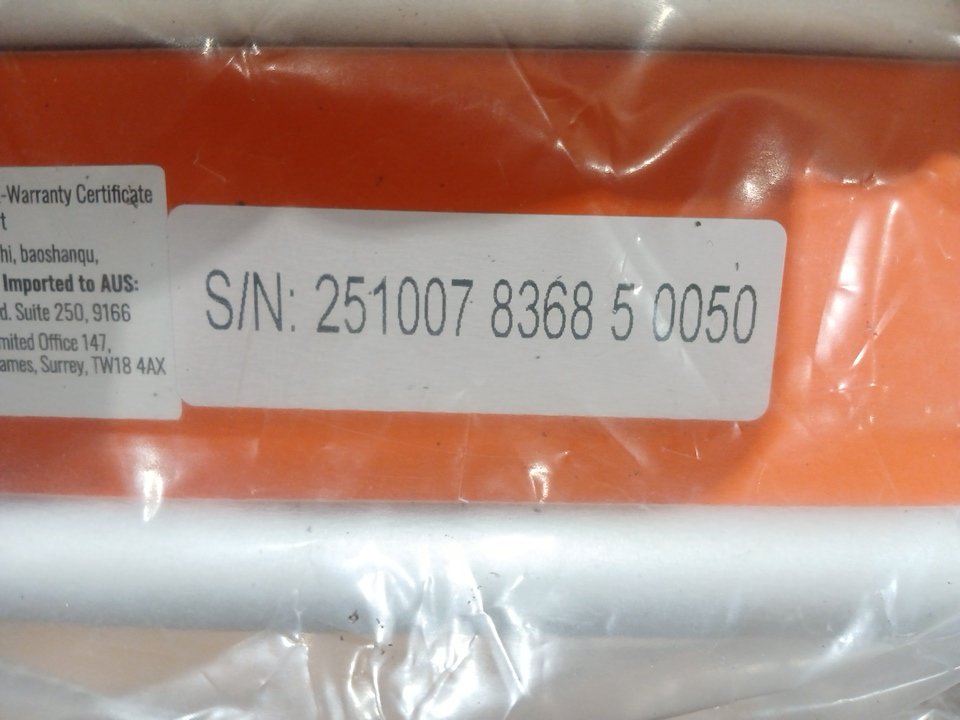 -Warranty Certificate
hi, baoshanqu,
Imported to AUS:
d. Suite 250, 9166
mited Office 147,
ames, Surrey, TW18 4AX
S/N: 251007 8368 5 0050